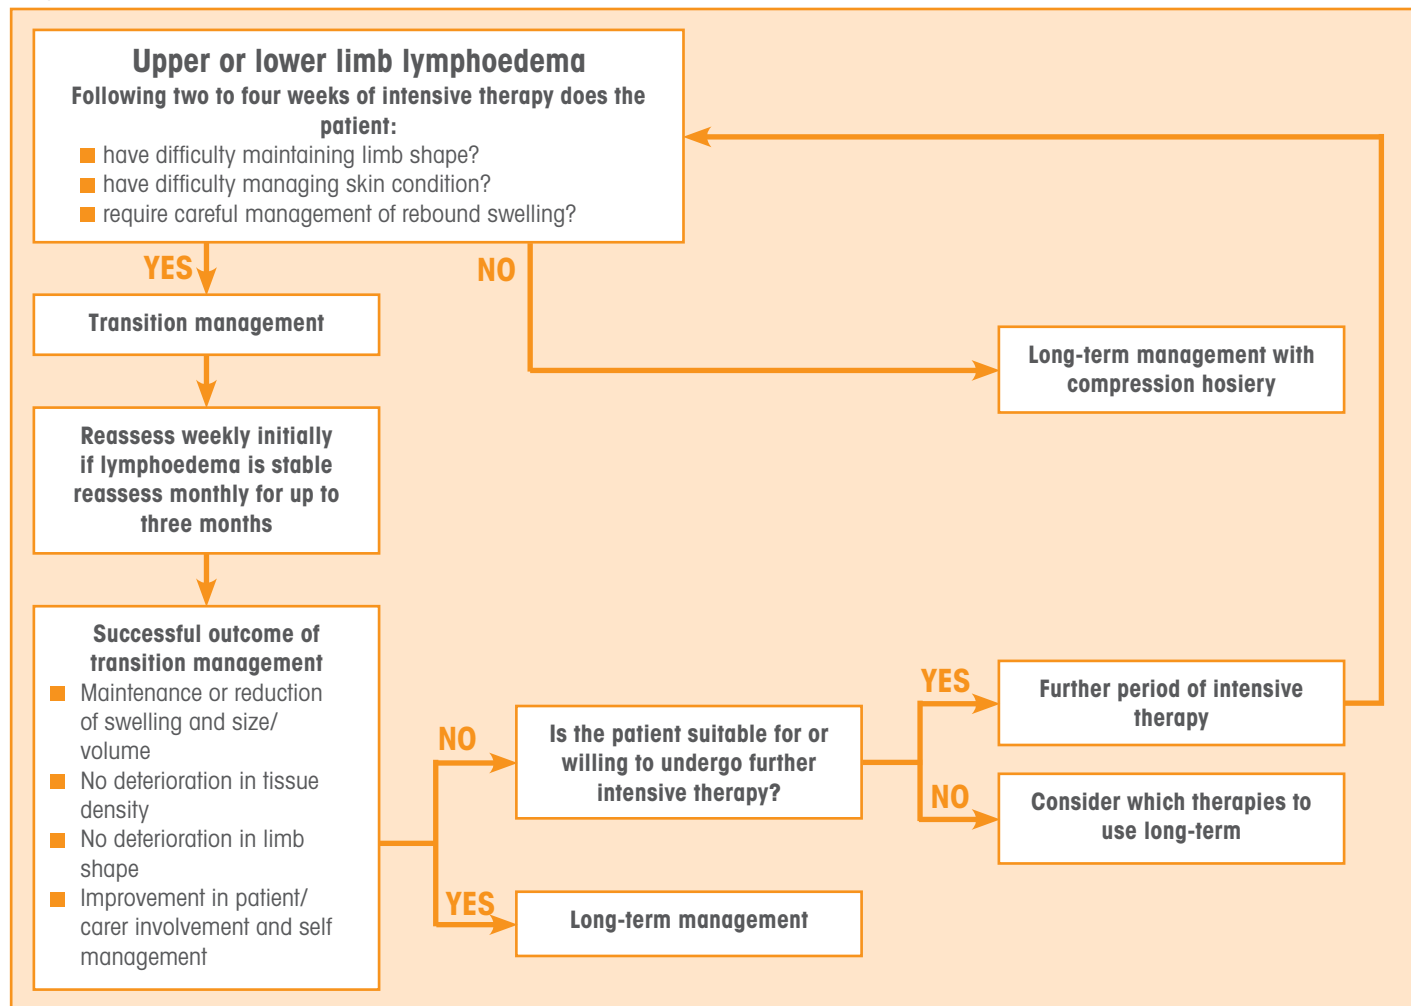 Upper or lower limb lymphoedema
Following two to four weeks of intensive therapy does the
patient:
have difficulty maintaining limb shape?
have difficulty managing skin condition?
require careful management of rebound swelling?
YES
NO
Transition management
Long-term management with
compression hosiery
Reassess weekly initially
if lymphoedema is stable
reassess monthly for up to
three months
Successful outcome of
transition management
Maintenance or reduction
of swelling and size/
volume
No deterioration in tissue
density
No deterioration in limb
shape
Improvement in patient/
carer involvement and self
management
NO
Is the patient suitable for or
willing to undergo further
intensive therapy?
YES
Further period of intensive
therapy
NO
Consider which therapies to
use long-term
YES
Long-term management